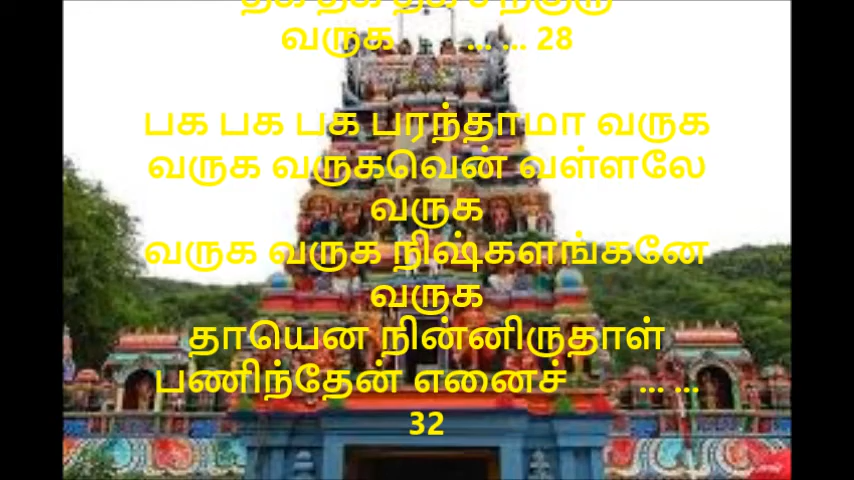 வருக ... ... 28
பக பக பக பரந்தாமா வருக
வருக வருகவென் வள்ளலே
வருக
வருக வருக நிஷ்களங்கனே
வருக
தாயென நின்னிருதாள்
பணிந்தேன் எனைச் ... ...
32